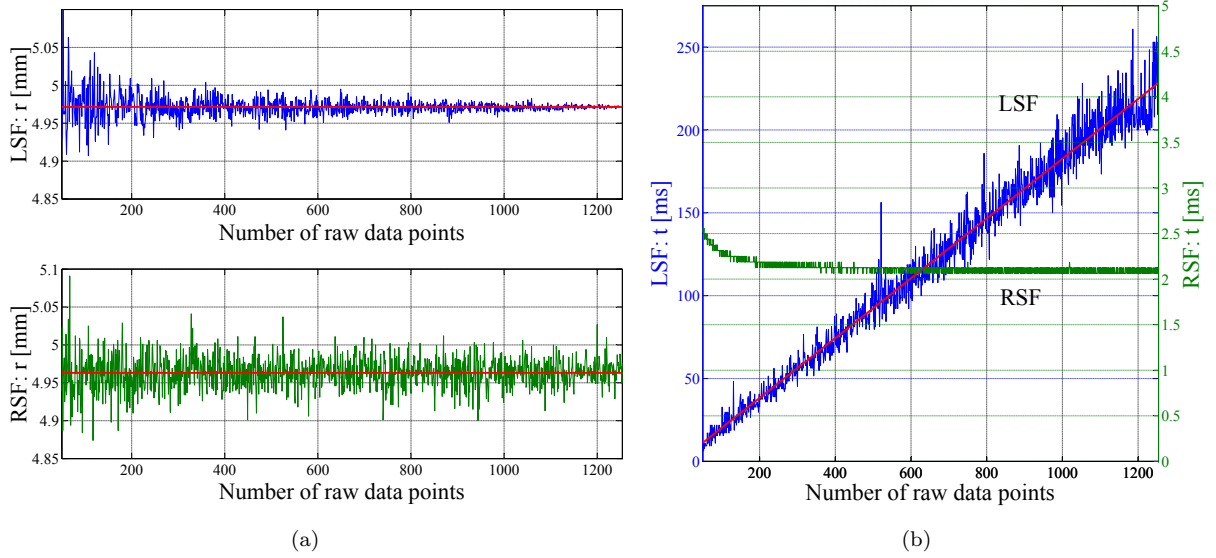 5.05
5
4.95
4.9
4.85
LSF: r [mm]
200 400 600 800 1000 1200
Number of raw data points
5.1
5.05
5
4.95
4.9
4.85
RSF: r [mm]
200 400 600 800 1000 1200
Number of raw data points
(a)
250
200
150
100
50
0
LSF: t [ms]
LSF
RSF
5
4.5
4
3.5
3
2.5
2
1.5
1
0.5
0
RSF: t [ms]
200 400 600 800 1000 1200
Number of raw data points
(b)